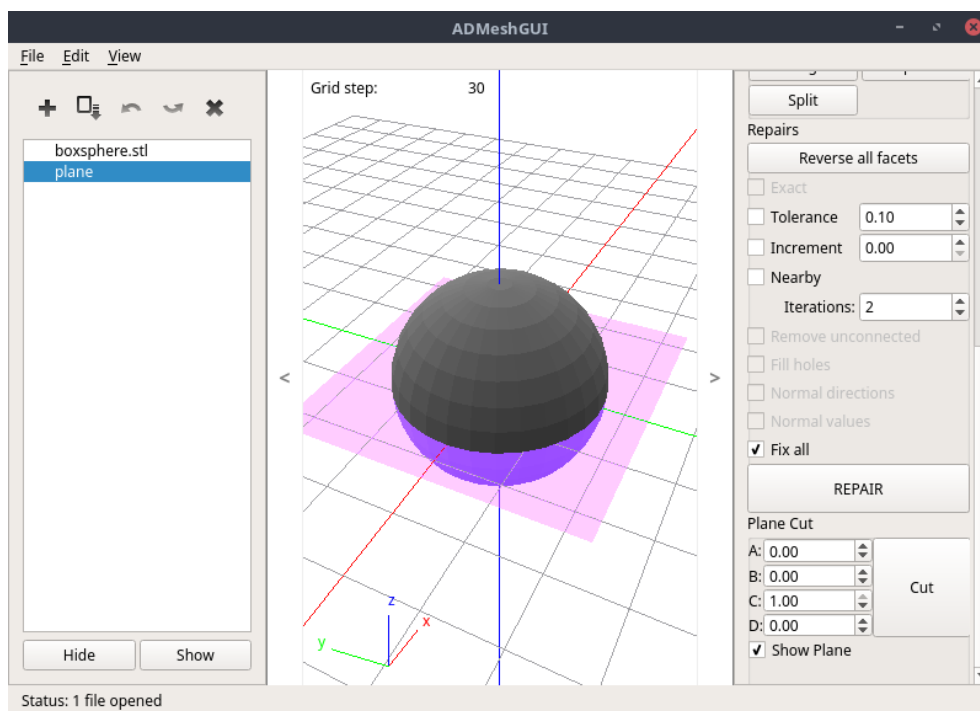 ADMeshGUI
File Edit View
Grid step: 30
boxsphere.stl
plane
< >
z
x
y
Hide Show
Split
Repairs
Reverse all facets
Exact
Tolerance 0.10
Increment 0.00
Nearby
Iterations: 2
Remove unconnected
Fill holes
Normal directions
Normal values
Fix all
REPAIR
Plane Cut
A: 0.00
B: 0.00
C: 1.00
D: 0.00
Cut
Show Plane
Status: 1 file opened